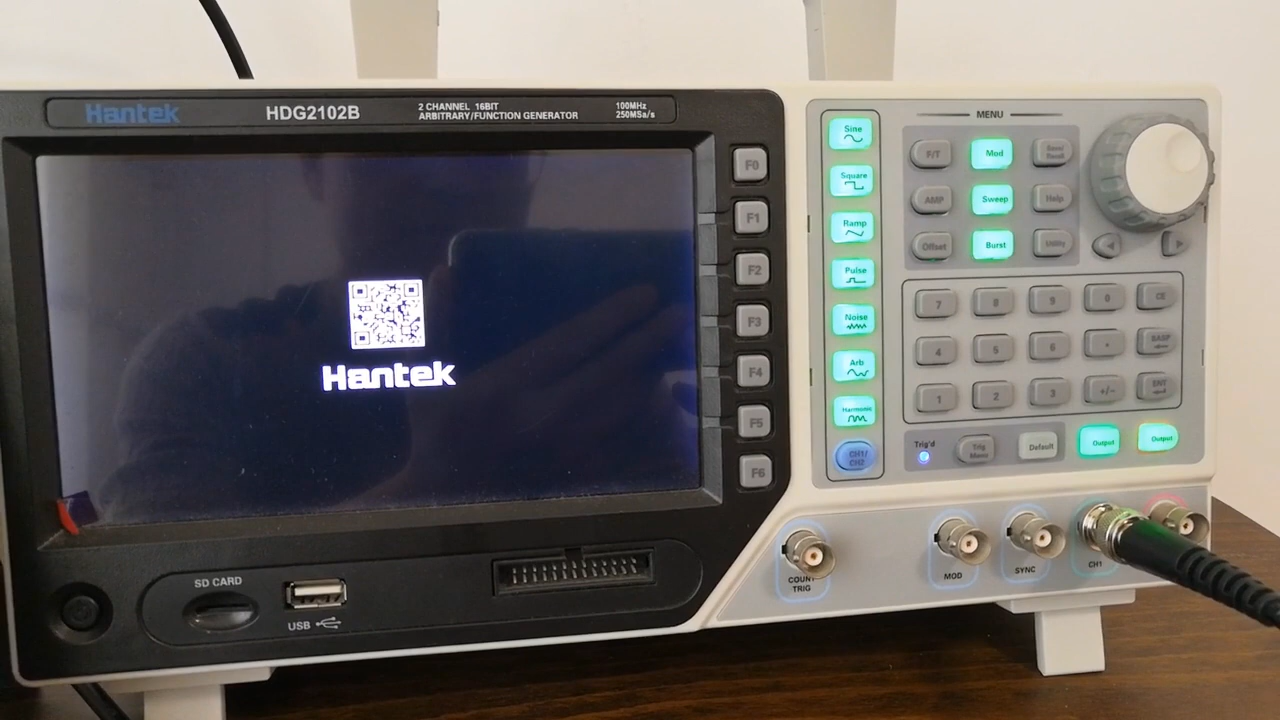 Hantek
HDG2102B
2 CHANNEL 16BIT
ARBITRARY/FUNCTION GENERATOR
100MHz
250MSa/s
Hantek
F0
F1
F2
F3
F4
F5
F6
Sine
Square
Ramp
Pulse
Noise
Arb
Harmonic
CH1/
CH2
MENU
F/T
Mod
Save/
Recall
AMP
Sweep
Help
Offset
Burst
Utility
7
8
9
0
CE
4
5
6
.
BASP
1
2
3
+/-
ENT
Trig'd
Trig
Menu
Default
Output
Output
SD CARD
USB
COUNT
TRIG
MOD
SYNC
CH1